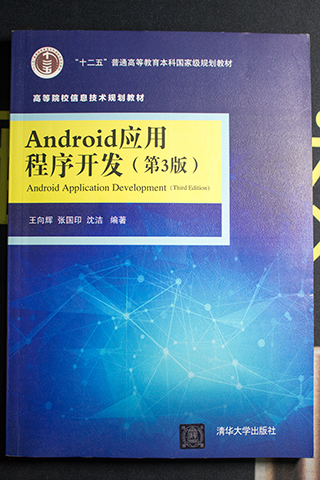 “十二五”普通高等教育本科国家级规划教材
高等院校信息技术规划教材
Android应用
程序开发（第3版）
Android Application Development (Third Edition)
王向辉 张国印 沈洁 编著
清华大学出版社